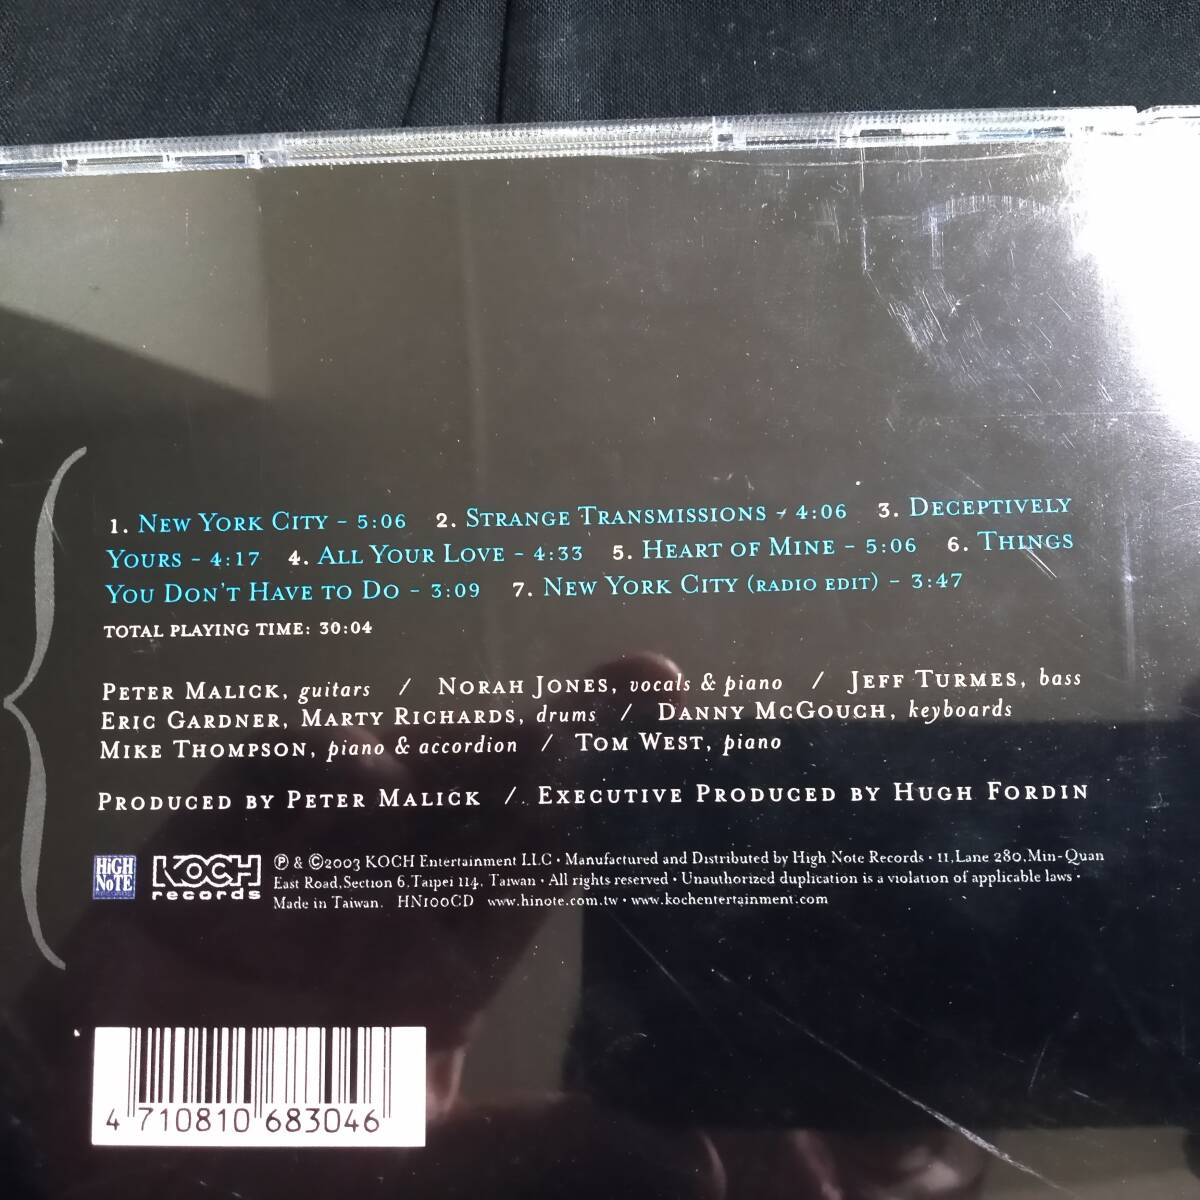 1. New York City - 5:06 2. Strange Transmissions - 4:06 3. Deceptively
Yours - 4:17 4. All Your Love - 4:33 5. Heart of Mine - 5:06 6. Things
You Don't Have to Do - 3:09 7. New York City (radio edit) - 3:47
TOTAL PLAYING TIME: 30:04
Peter Malick, guitars / Norah Jones, vocals & piano / Jeff Turmes, bass
Eric Gardner, Marty Richards, drums / Danny McGouch, keyboards
Mike Thompson, piano & accordion / Tom West, piano
Produced by Peter Malick / Executive Produced by Hugh Fordin
HiGH NoTE RECORDS
KOCH records
℗ & ©2003 KOCH Entertainment LLC • Manufactured and Distributed by High Note Records • 11,Lane 280,Min-Quan
East Road,Section 6,Taipei 114, Taiwan • All rights reserved • Unauthorized duplication is a violation of applicable laws •
Made in Taiwan. HN100CD www.hinote.com.tw • www.kochentertainment.com
4 710810 683046